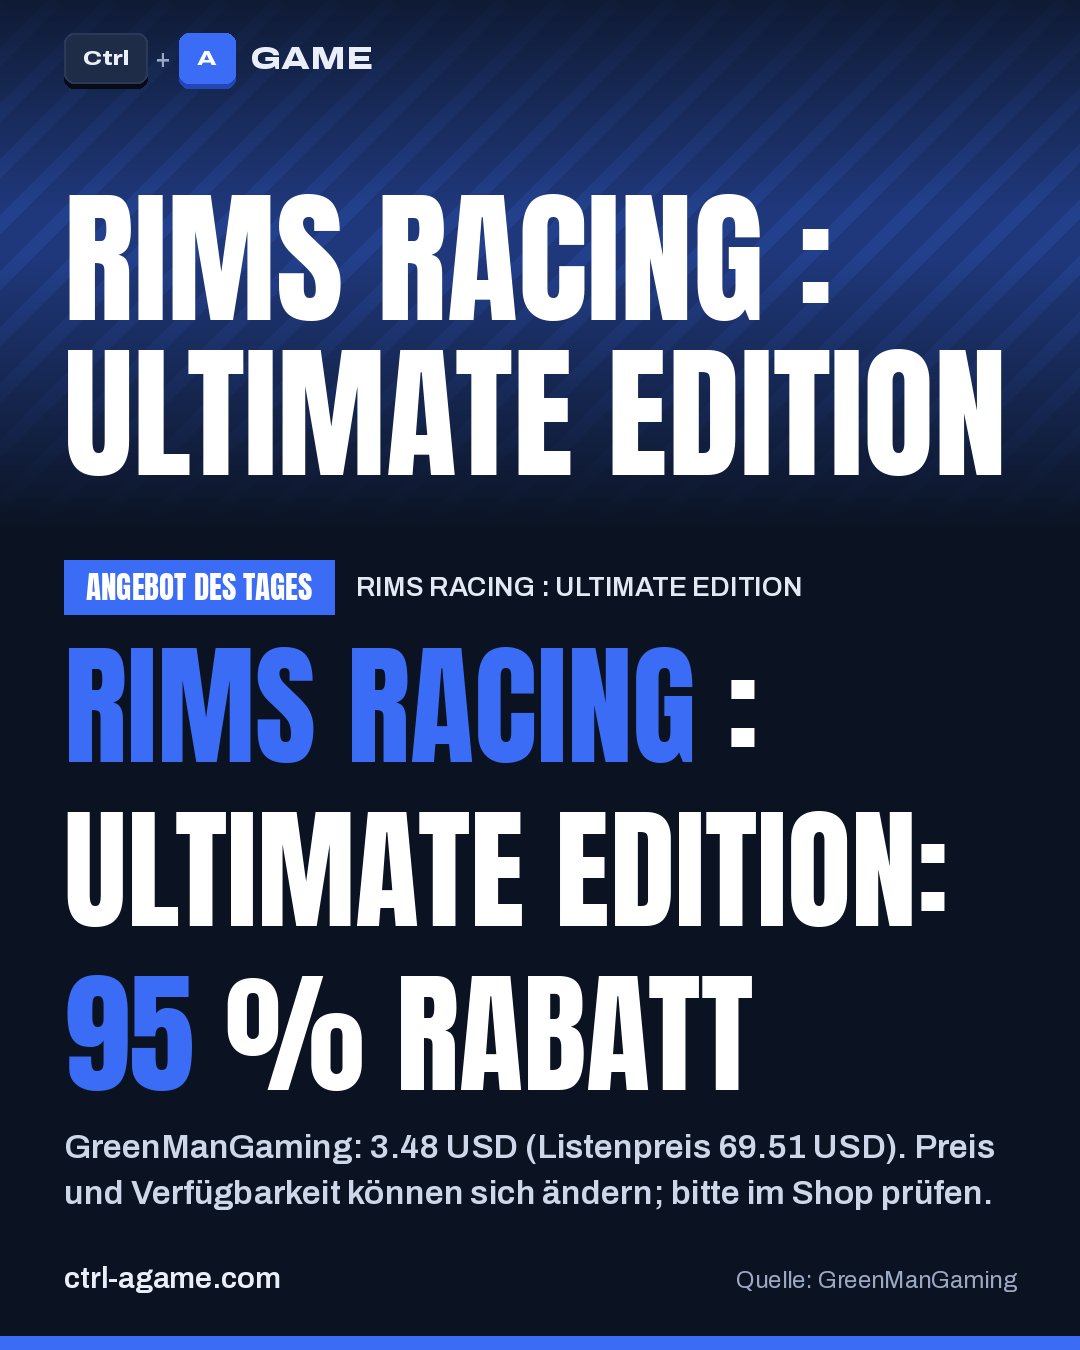 Ctrl + A GAME
RIMS RACING :
ULTIMATE EDITION
ANGEBOT DES TAGES RIMS RACING : ULTIMATE EDITION
RIMS RACING :
ULTIMATE EDITION:
95 % RABATT
GreenManGaming: 3.48 USD (Listenpreis 69.51 USD). Preis
und Verfügbarkeit können sich ändern; bitte im Shop prüfen.
ctrl-agame.com Quelle: GreenManGaming